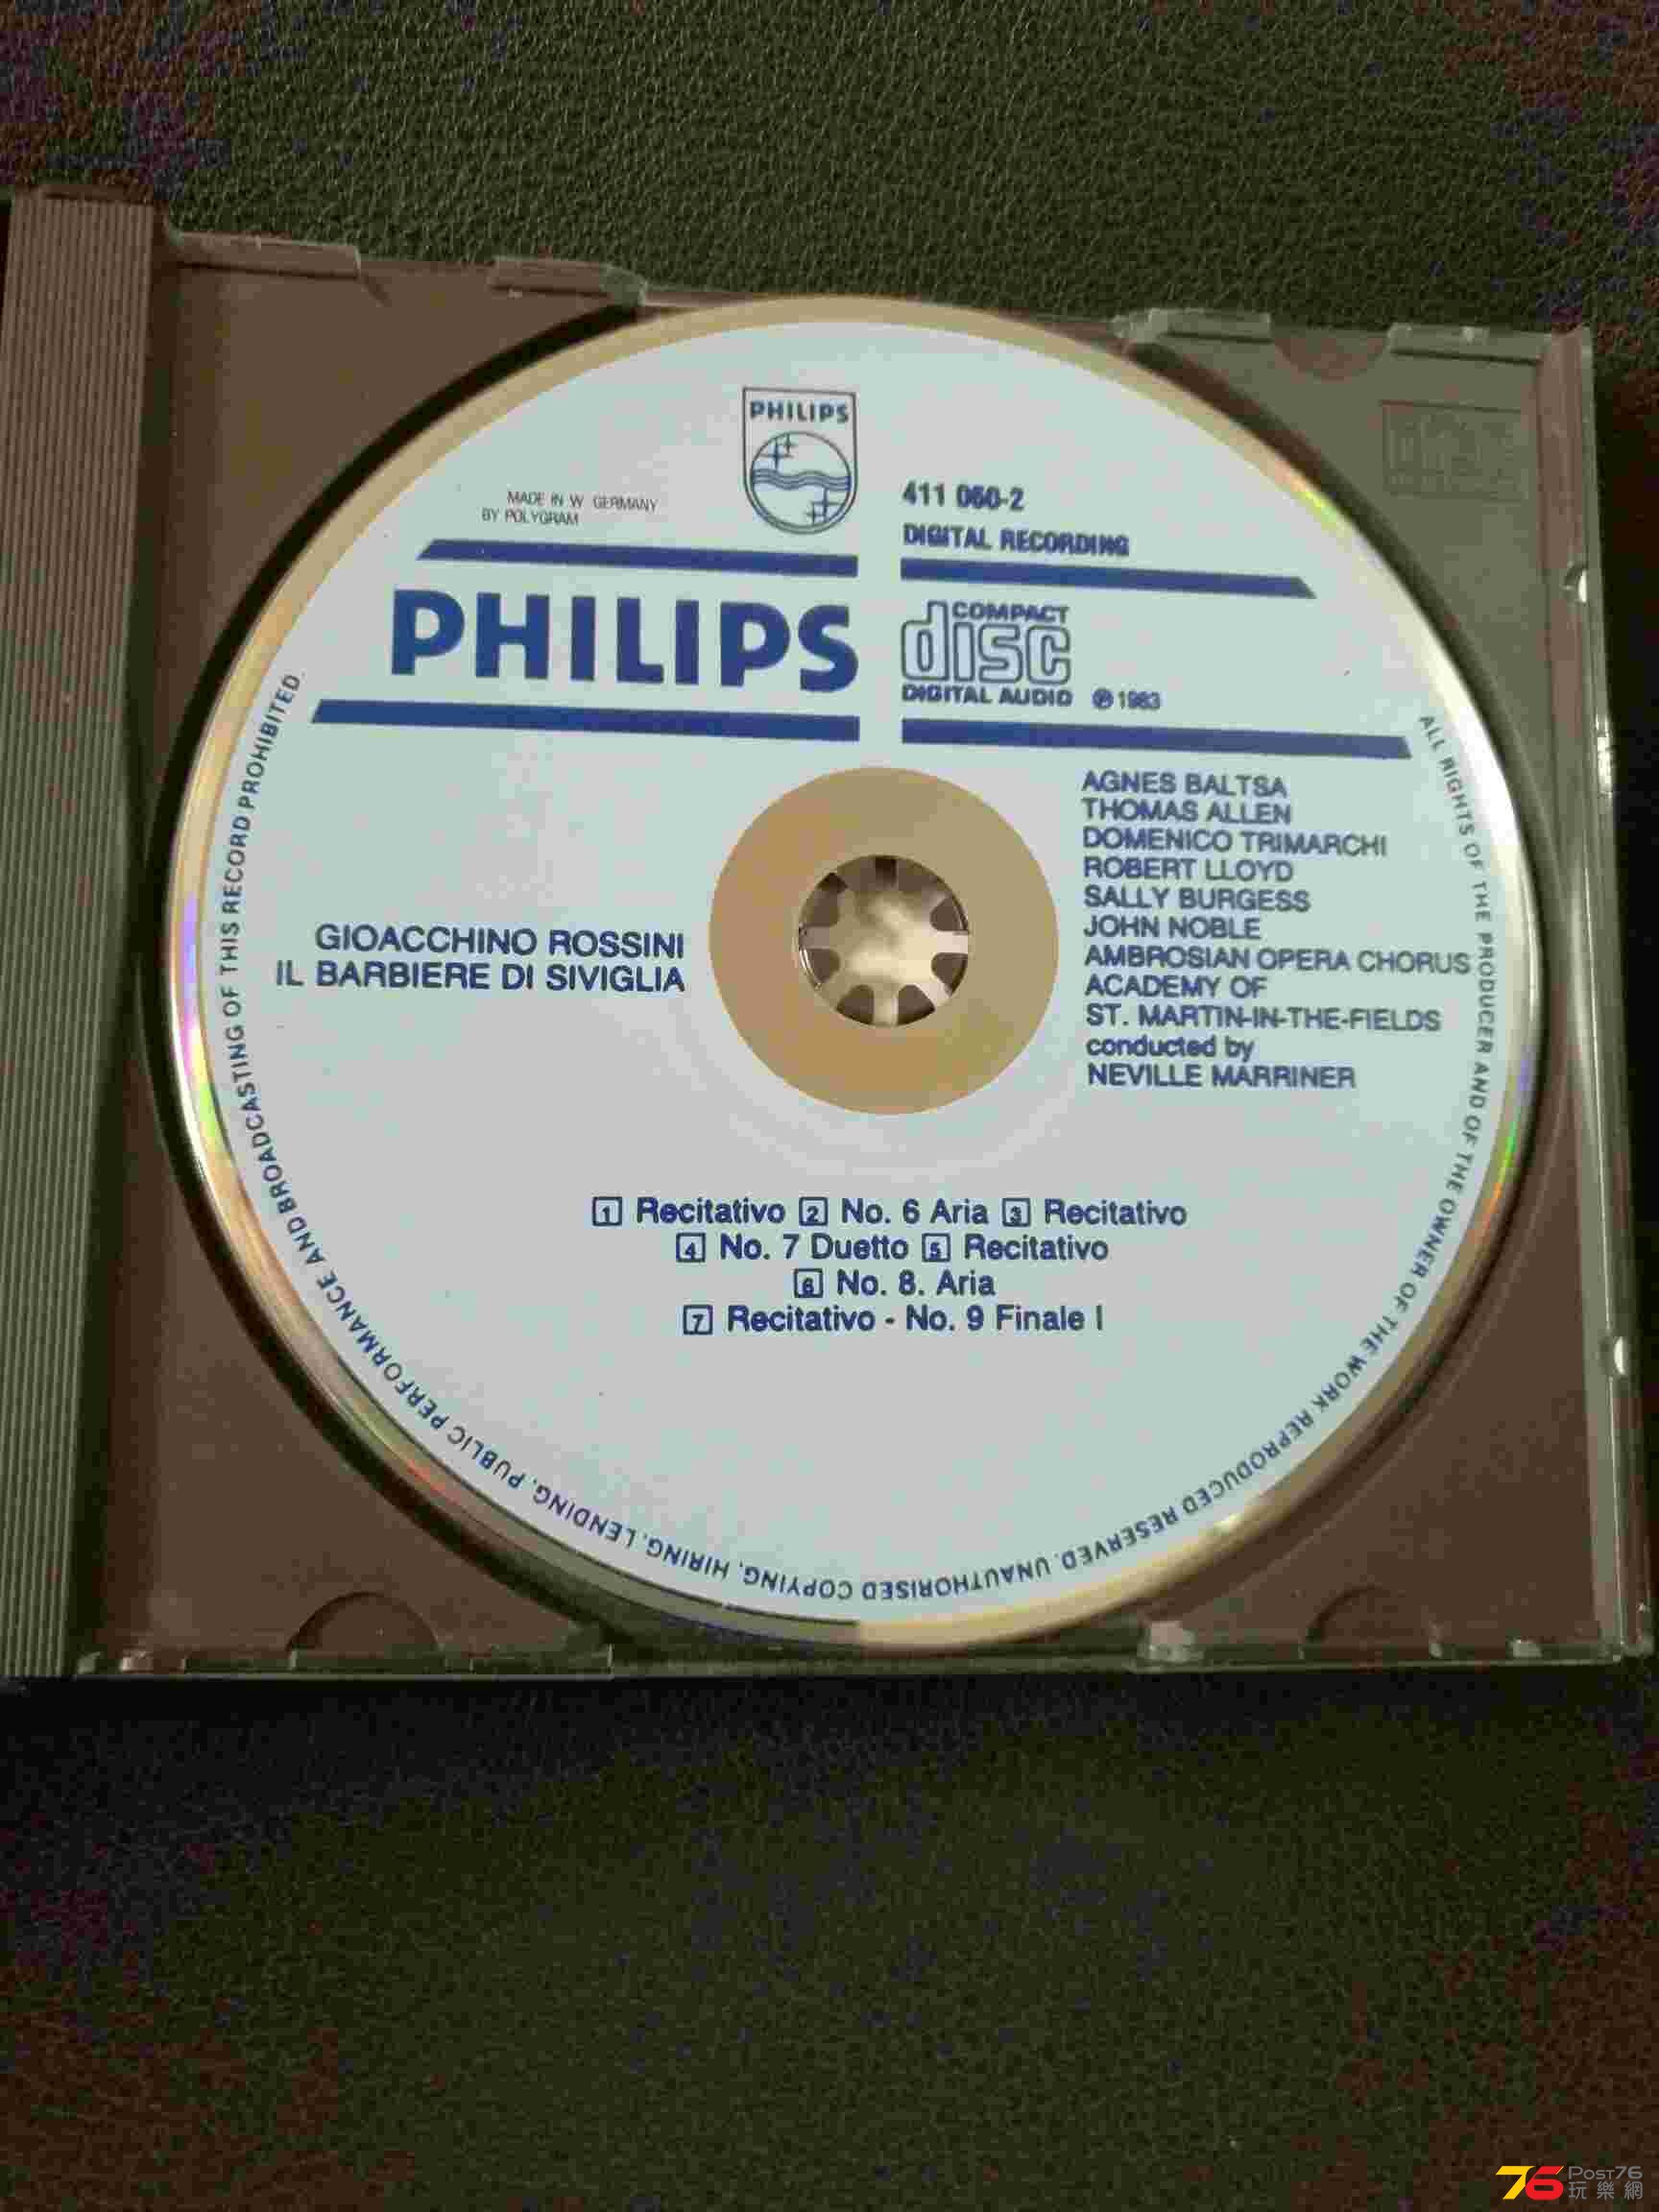 PHILIPS
MADE IN W. GERMANY
BY POLYGRAM
411 060-2
DIGITAL RECORDING
PHILIPS
COMPACT
disc
DIGITAL AUDIO ℗ 1983
GIOACCHINO ROSSINI
IL BARBIERE DI SIVIGLIA
AGNES BALTSA
THOMAS ALLEN
DOMENICO TRIMARCHI
ROBERT LLOYD
SALLY BURGESS
JOHN NOBLE
AMBROSIAN OPERA CHORUS
ACADEMY OF
ST. MARTIN-IN-THE-FIELDS
conducted by
NEVILLE MARRINER
1 Recitativo 2 No. 6 Aria 3 Recitativo
4 No. 7 Duetto 5 Recitativo
6 No. 8. Aria
7 Recitativo - No. 9 Finale I
ALL RIGHTS OF THE PRODUCER AND OF THE OWNER OF THE WORK REPRODUCED RESERVED. UNAUTHORISED COPYING, HIRING, LENDING, PUBLIC PERFORMANCE AND BROADCASTING OF THIS RECORD PROHIBITED.
76 POST76
玩樂網